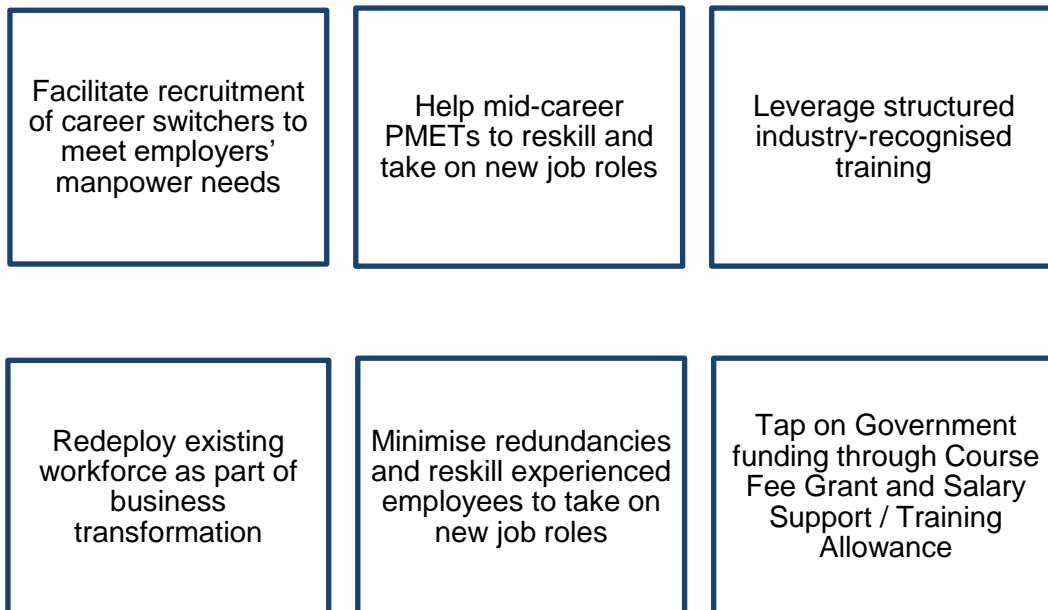 Facilitate recruitment
of career switchers to
meet employers’
manpower needs
Help mid-career
PMETs to reskill and
take on new job roles
Leverage structured
industry-recognised
training
Redeploy existing
workforce as part of
business
transformation
Minimise redundancies
and reskill experienced
employees to take on
new job roles
Tap on Government
funding through Course
Fee Grant and Salary
Support / Training
Allowance